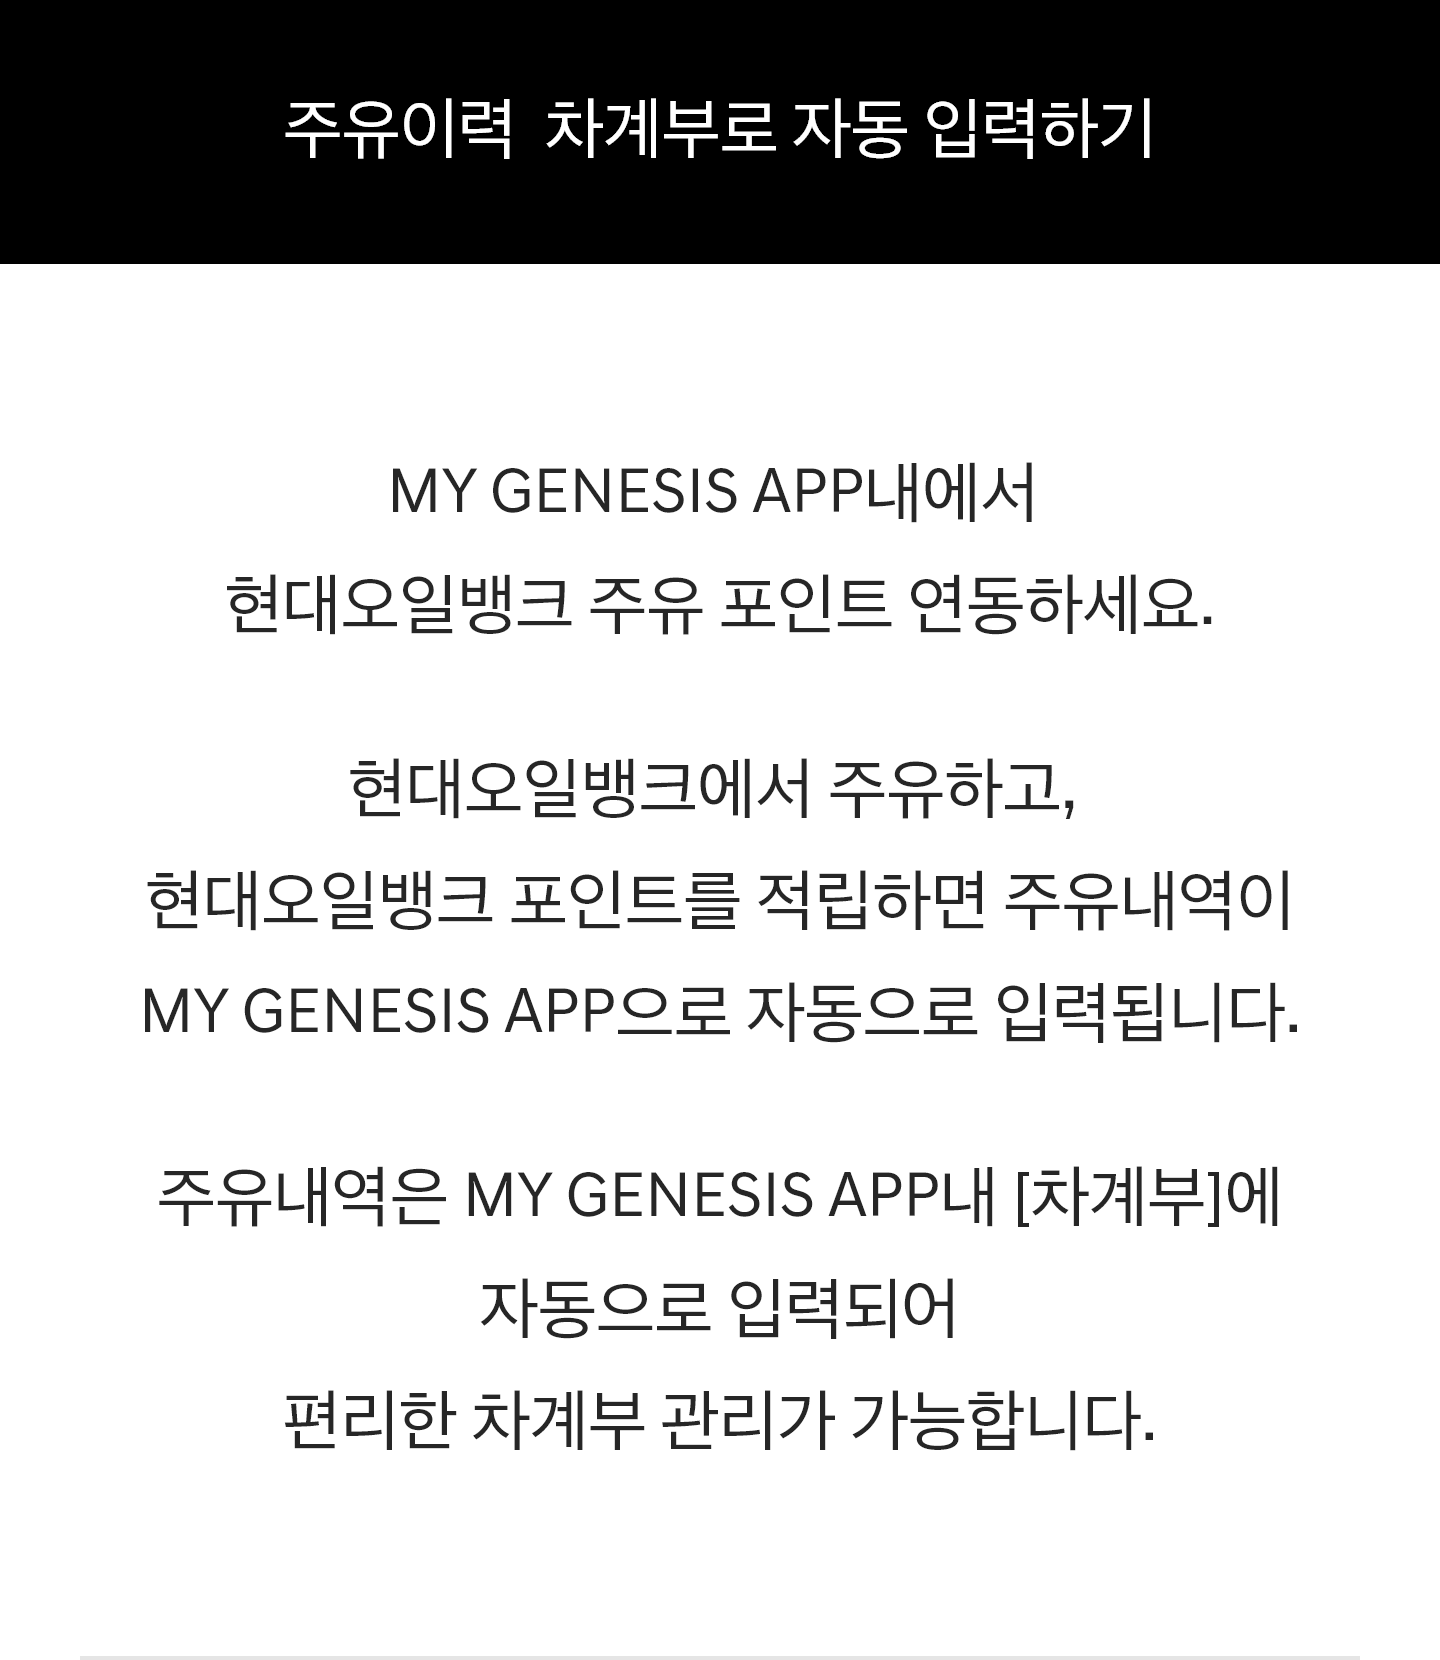 주유이력 차계부로 자동 입력하기
MY GENESIS APP내에서
현대오일뱅크 주유 포인트 연동하세요.
현대오일뱅크에서 주유하고,
현대오일뱅크 포인트를 적립하면 주유내역이
MY GENESIS APP으로 자동으로 입력됩니다.
주유내역은 MY GENESIS APP내 [차계부]에
자동으로 입력되어
편리한 차계부 관리가 가능합니다.